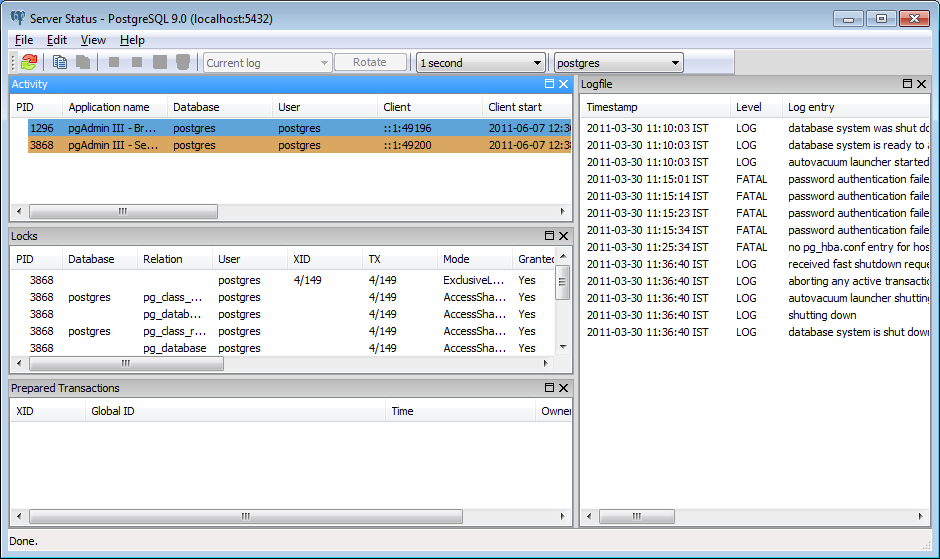 Server Status - PostgreSQL 9.0 (localhost:5432)
File Edit View Help
Current log Rotate 1 second postgres
Activity
PID Application name Database User Client Client start
1296 pgAdmin III - Br... postgres postgres ::1:49196 2011-06-07 12:3
3868 pgAdmin III - Se... postgres postgres ::1:49200 2011-06-07 12:3
Locks
PID Database Relation User XID TX Mode Granted
3868 postgres 4/149 4/149 ExclusiveL... Yes
3868 postgres pg_class_... postgres 4/149 AccessSha... Yes
3868 pg_datab... postgres 4/149 AccessSha... Yes
3868 postgres pg_class_r... postgres 4/149 AccessSha... Yes
3868 pg_database postgres 4/149 AccessSha... Yes
Prepared Transactions
XID Global ID Time Owner
Logfile
Timestamp Level Log entry
2011-03-30 11:10:03 IST LOG database system was shut do
2011-03-30 11:10:03 IST LOG database system is ready to
2011-03-30 11:10:03 IST LOG autovacuum launcher started
2011-03-30 11:15:01 IST FATAL password authentication faile
2011-03-30 11:15:14 IST FATAL password authentication faile
2011-03-30 11:15:23 IST FATAL password authentication faile
2011-03-30 11:15:34 IST FATAL password authentication faile
2011-03-30 11:25:34 IST FATAL no pg_hba.conf entry for hos
2011-03-30 11:36:40 IST LOG received fast shutdown reque
2011-03-30 11:36:40 IST LOG aborting any active transactio
2011-03-30 11:36:40 IST LOG autovacuum launcher shutting
2011-03-30 11:36:40 IST LOG shutting down
2011-03-30 11:36:40 IST LOG database system is shut dow
Done.